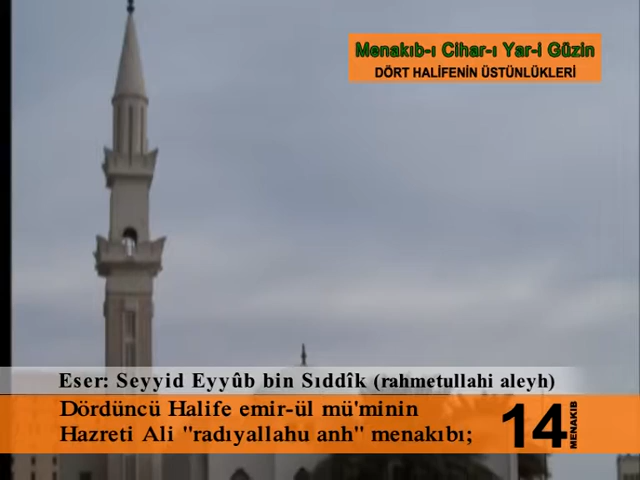 Menakıb-ı Cihar-ı Yar-i Güzin
DÖRT HALİFENİN ÜSTÜNLÜKLERİ
Eser: Seyyid Eyyûb bin Sıddîk (rahmetullahi aleyh)
Dördüncü Halife emir-ül mü'minin
Hazreti Ali "radıyallahu anh" menakıbı;
14
MENAKIB